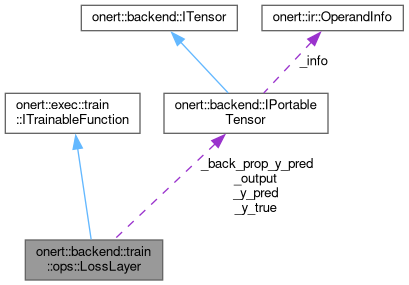 onert::backend::ITensor
onert::ir::OperandInfo
_info
onert::exec::train
::ITrainableFunction
onert::backend::IPortable
Tensor
_back_prop_y_pred
_output
_y_pred
_y_true
onert::backend::train
::ops::LossLayer